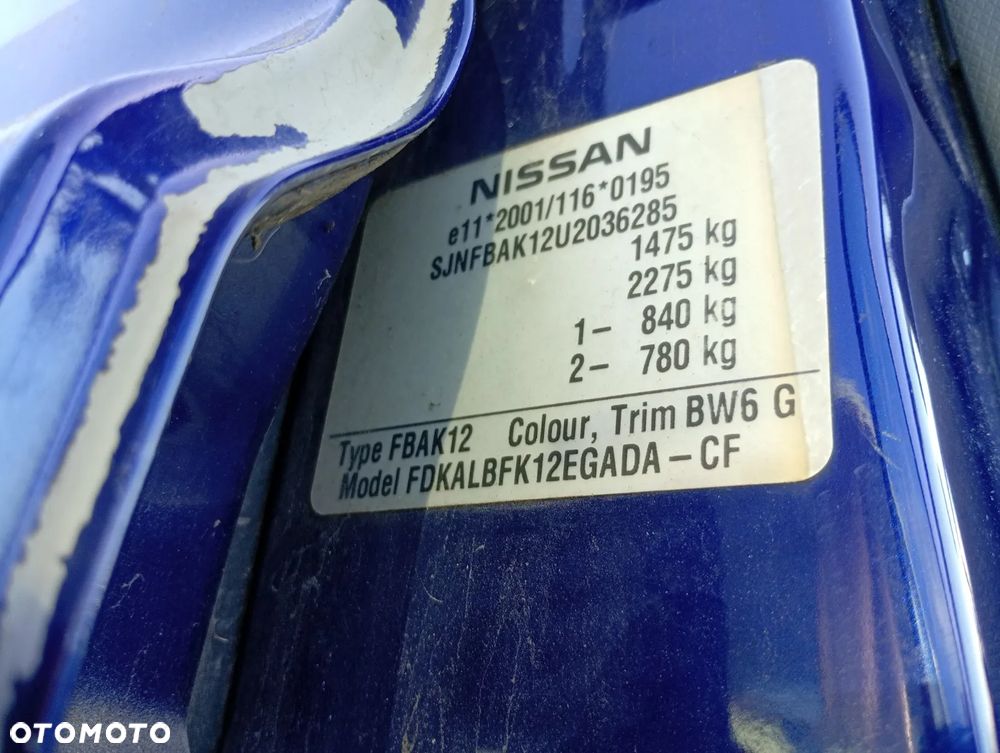 NISSAN
e11*2001/116*0195
SJNFBAK12U2036285
1475 kg
2275 kg
1– 840 kg
2– 780 kg
Type FBAK12 Colour, Trim BW6 G
Model FDKALBFK12EGADA – CF
OTOMOTO